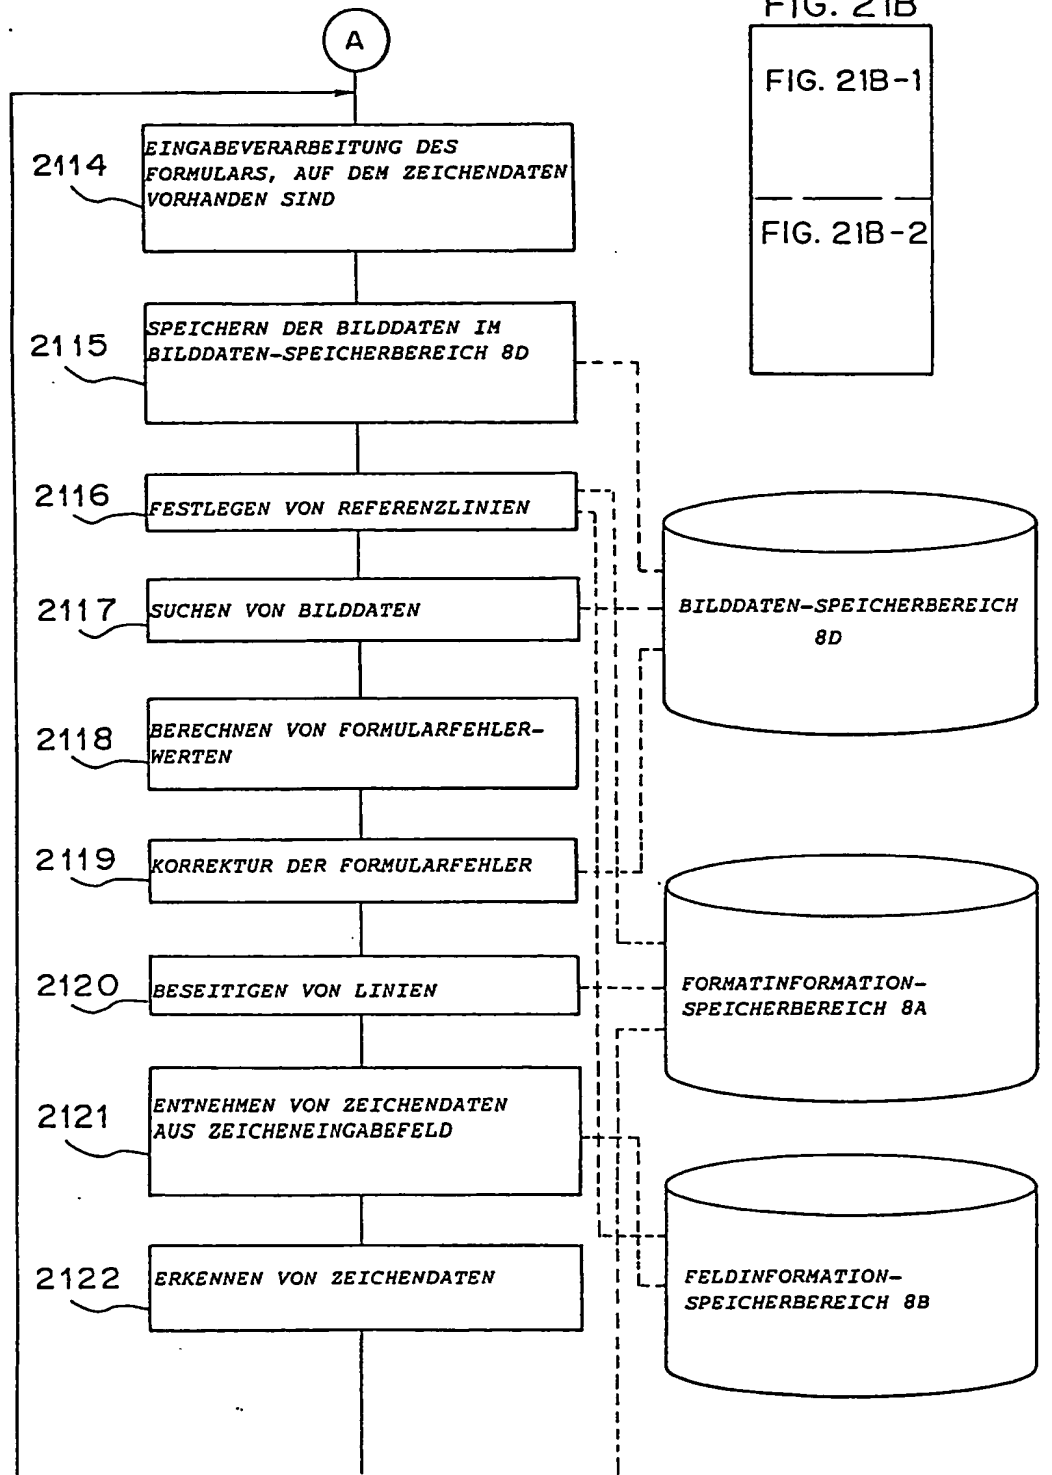 FIG. 21B
A
FIG. 21B-1
FIG. 21B-2
2114
EINGABEVERARBEITUNG DES
FORMULARS, AUF DEM ZEICHENDATEN
VORHANDEN SIND
2115
SPEICHERN DER BILDDATEN IM
BILDDATEN-SPEICHERBEREICH 8D
2116
FESTLEGEN VON REFERENZLINIEN
2117
SUCHEN VON BILDDATEN
BILDDATEN-SPEICHERBEREICH
8D
2118
BERECHNEN VON FORMULARFEHLER-
WERTEN
2119
KORREKTUR DER FORMULARFEHLER
2120
BESEITIGEN VON LINIEN
FORMATINFORMATION-
SPEICHERBEREICH 8A
2121
ENTNEHMEN VON ZEICHENDATEN
AUS ZEICHENEINGABEFELD
2122
ERKENNEN VON ZEICHENDATEN
FELDINFORMATION-
SPEICHERBEREICH 8B